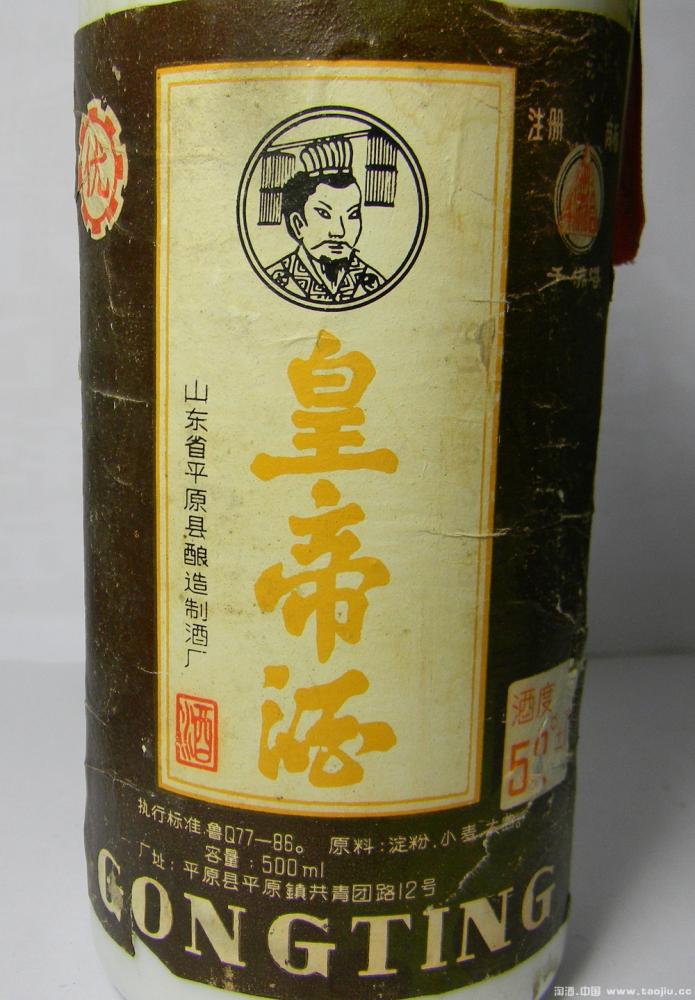 优
注册
皇帝酒
山东省平原县酿造制酒厂
酒
酒度
执行标准:鲁Q77—86。 原料:淀粉、小麦
容量:500ml
厂址:平原县平原鎮共青团路12号
GONGTING
淘酒.中国 www.taojiu.cc